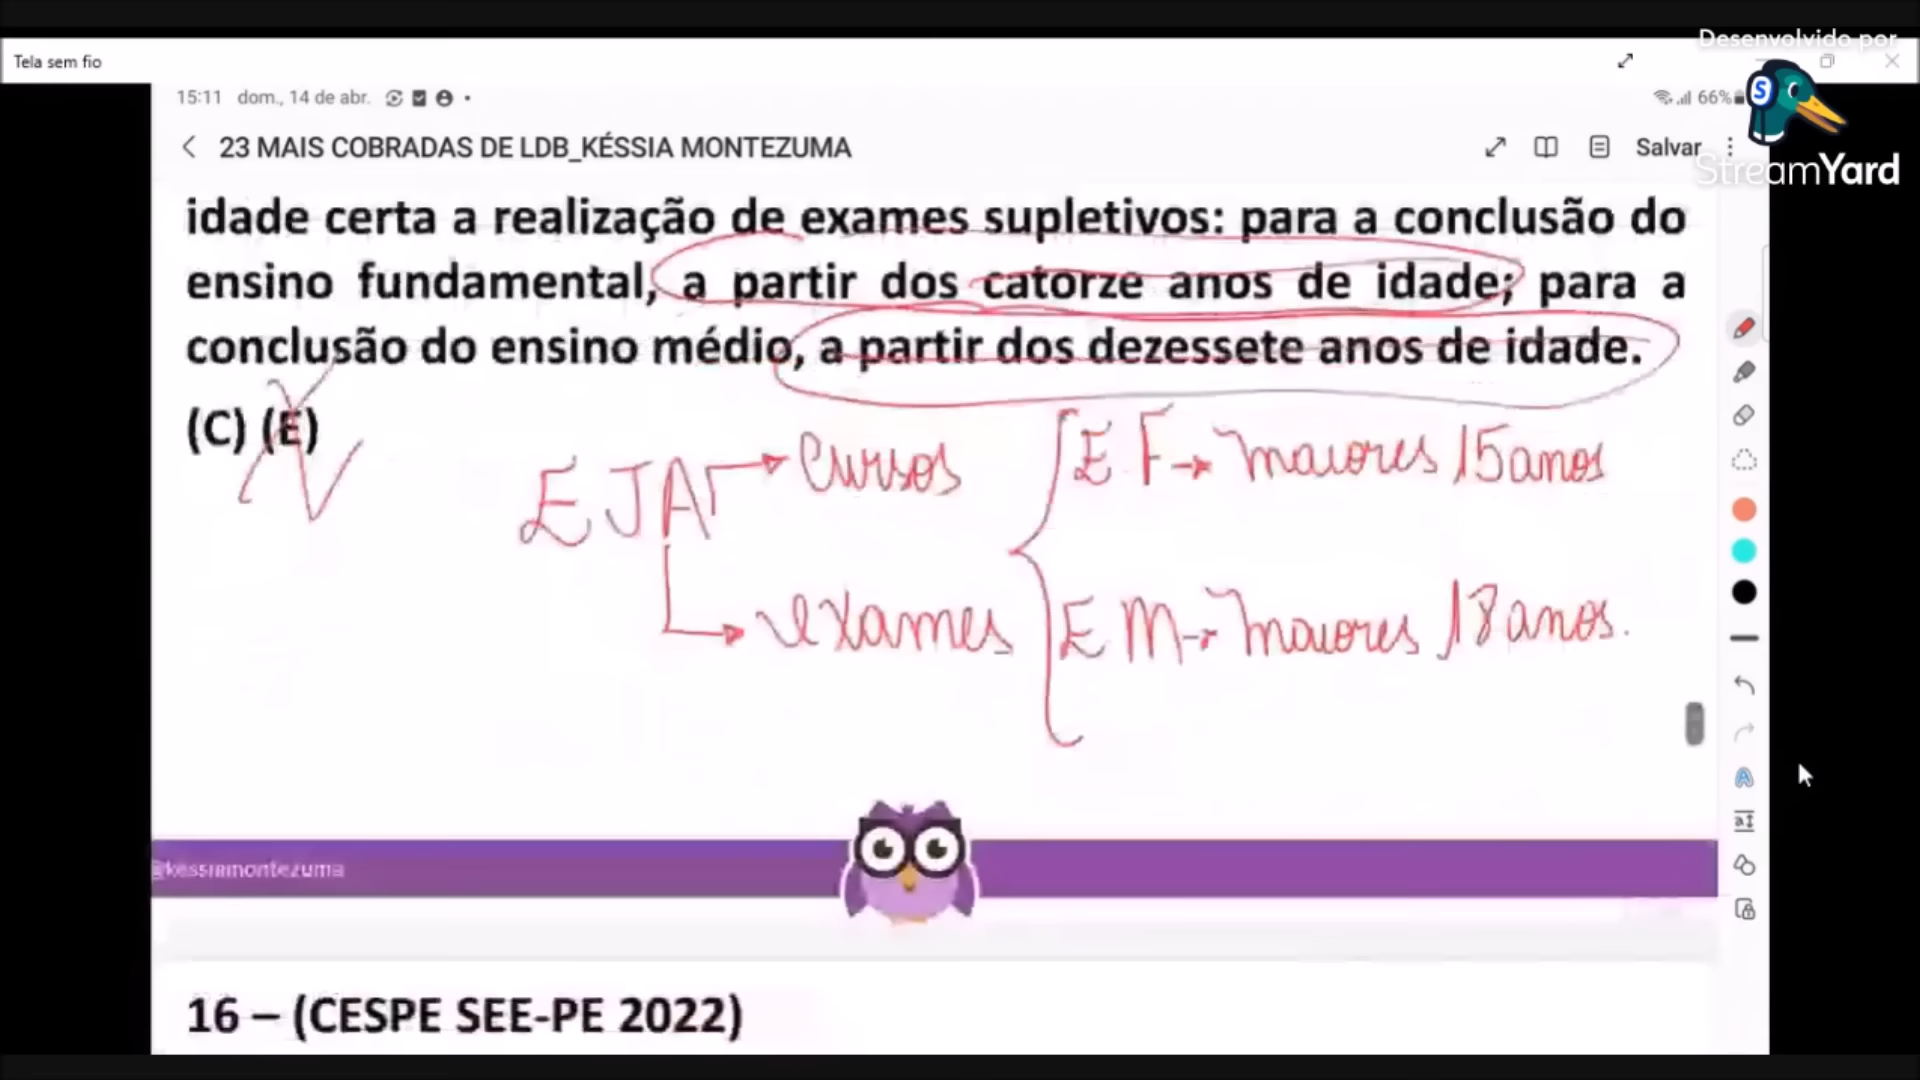 Desenvolvido por
Tela sem fio
15:11 dom., 14 de abr.
66%
23 MAIS COBRADAS DE LDB_KÉSSIA MONTEZUMA
Salvar
StreamYard
idade certa a realização de exames supletivos: para a conclusão do
ensino fundamental, a partir dos catorze anos de idade; para a
conclusão do ensino médio, a partir dos dezessete anos de idade.
(C) (E)
EJA → Cursos
EF → maiores 15 anos
→ exames
EM → maiores 18 anos.
@kessiamontezuma
16 – (CESPE SEE-PE 2022)